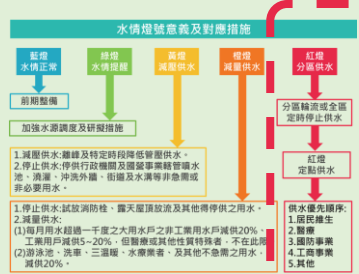 水情燈號意義及對應措施
藍燈
水情正常
綠燈
水情提醒
黃燈
減壓供水
橙燈
減量供水
紅燈
分區供水
前期整備
加強水源調度及研擬措施
1.減壓供水:離峰及特定時段降低管壓供水。
2.停止供水:停供行政機關及國營事業轄管噴水
池、澆灌、沖洗外牆、街道及水溝等非急需或
非必要用水。
1.停止供水:試放消防栓、露天屋頂放流及其他得停供之用水。
2.減量供水:
(1)每月用水超過一千度之大用水戶之非工業用水戶減供20%、
工業用戶減供5~20%,但醫療或其他性質特殊者,不在此限
(2)游泳池、洗車、三溫暖、水療業者、及其他不急需之用水,
減供20%。
分區輪流或全區
定時停止供水
紅燈
定點供水
供水優先順序:
1.居民維生
2.醫療
3.國防事業
4.工商事業
5.其他